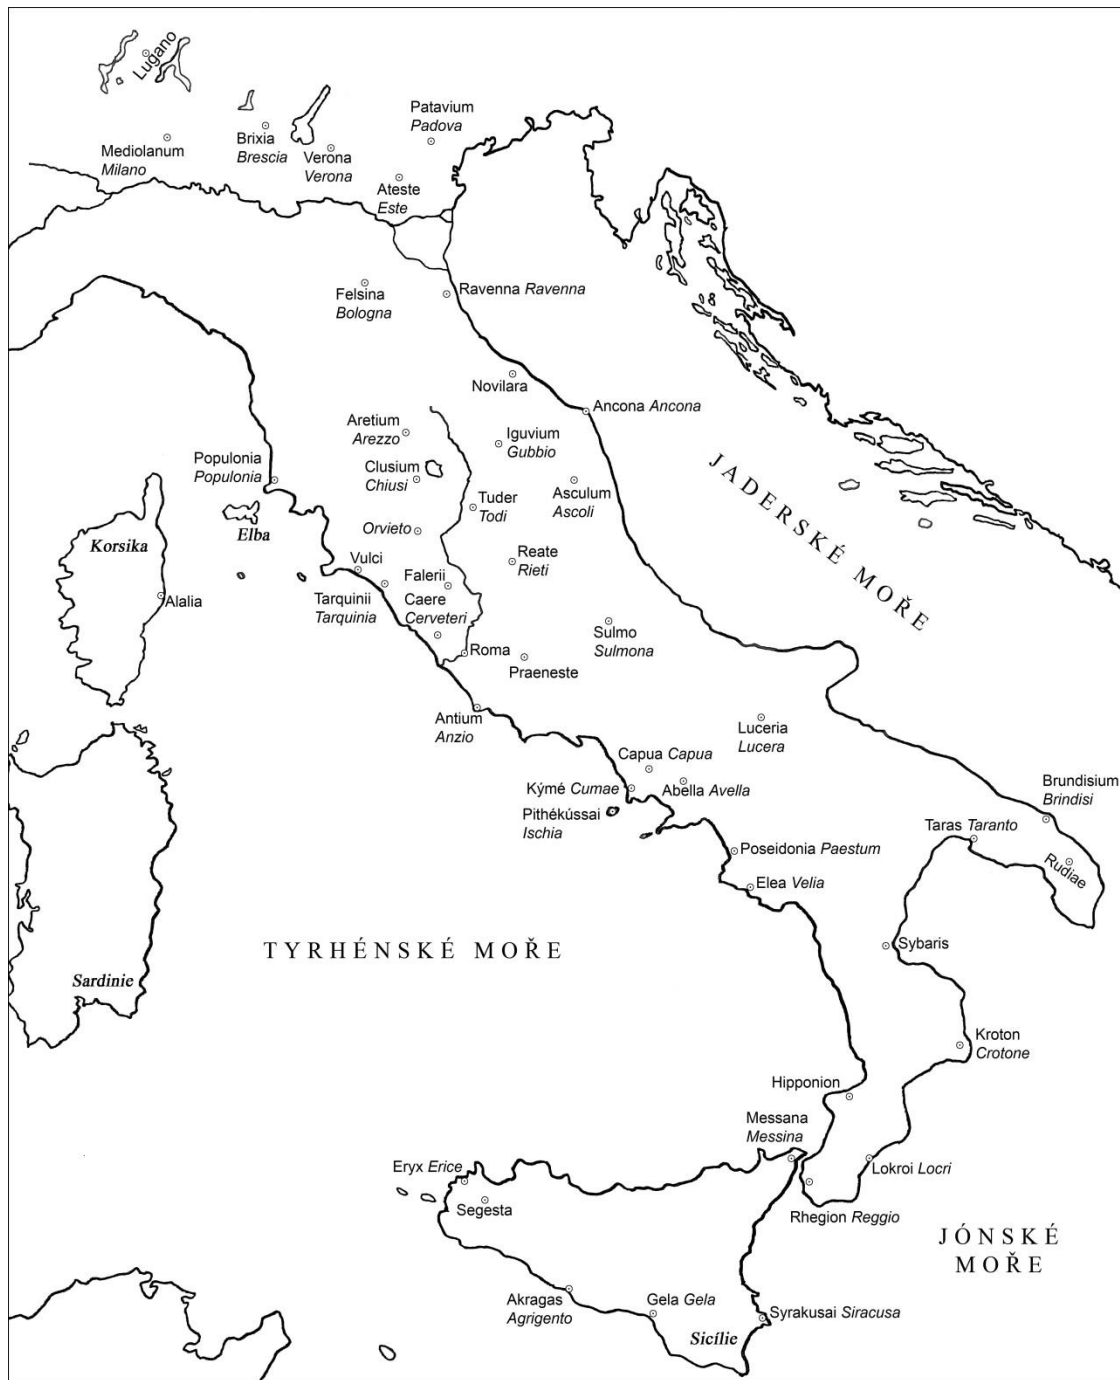 Lugano
Patavium
Padova
Mediolanum
Milano
Brixia
Brescia
Verona
Verona
Ateste
Este
Felsina
Bologna
Ravenna Ravenna
Novilara
Ancona Ancona
Aretium
Arezzo
Iguvium
Gubbio
Clusium
Chiusi
Populonia
Populonia
Asculum
Ascoli
Tuder
Todi
JADERSKÉ MOŘE
Elba
Korsika
Orvieto
Vulci
Reate
Rieti
Falerii
Tarquinii
Tarquinia
Caere
Cerveteri
Alalia
Sulmo
Sulmona
Roma
Praeneste
Antium
Anzio
Luceria
Lucera
Capua Capua
Kýmé Cumae
Abella Avella
Brundisium
Brindisi
Pithékússai
Ischia
Taras Taranto
Poseidonia Paestum
Rudiae
Elea Velia
TYRHÉNSKÉ MOŘE
Sybaris
Sardinie
Kroton
Crotone
Hipponion
Messana
Messina
Eryx Erice
Lokroi Locri
Segesta
Rhegion Reggio
JÓNSKÉ
MOŘE
Akragas
Agrigento
Gela Gela
Syrakusai Siracusa
Sicílie